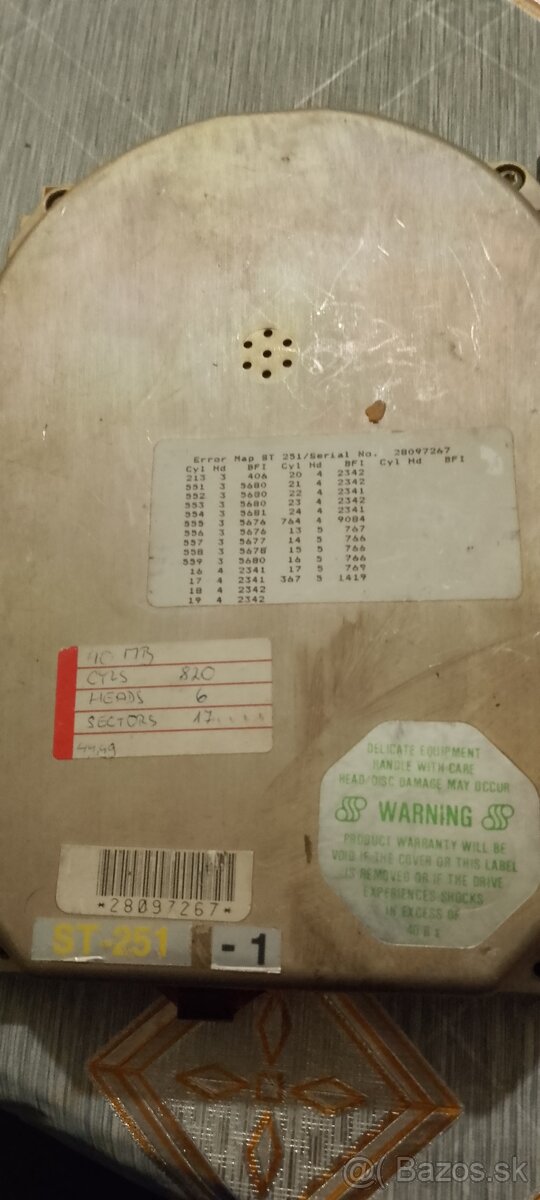 Error Map ST 251/Serial No. 28097267
Cyl Hd BFI Cyl Hd BFI Cyl Hd BFI
213 3 406 20 4 2342
551 3 5680 21 4 2342
552 3 5680 22 4 2341
553 3 5680 23 4 2342
554 3 5681 24 4 2341
555 3 5676 764 4 9084
556 3 5676 13 5 767
557 3 5677 14 5 766
558 3 5678 15 5 766
559 3 5680 16 5 766
16 4 2341 17 5 769
17 4 2341 367 5 1419
18 4 2342
19 4 2342
40 MB
CYLS 820
HEADS 6
SECTORS 17....
DELICATE EQUIPMENT
HANDLE WITH CARE
HEAD/DISC DAMAGE MAY OCCUR
WARNING
PRODUCT WARRANTY WILL BE
VOID IF THE COVER OR THIS LABEL
IS REMOVED OR IF THE DRIVE
EXPERIENCES SHOCKS
IN EXCESS OF
40 G's
*28097267*
ST-251 -1
Bazos.sk